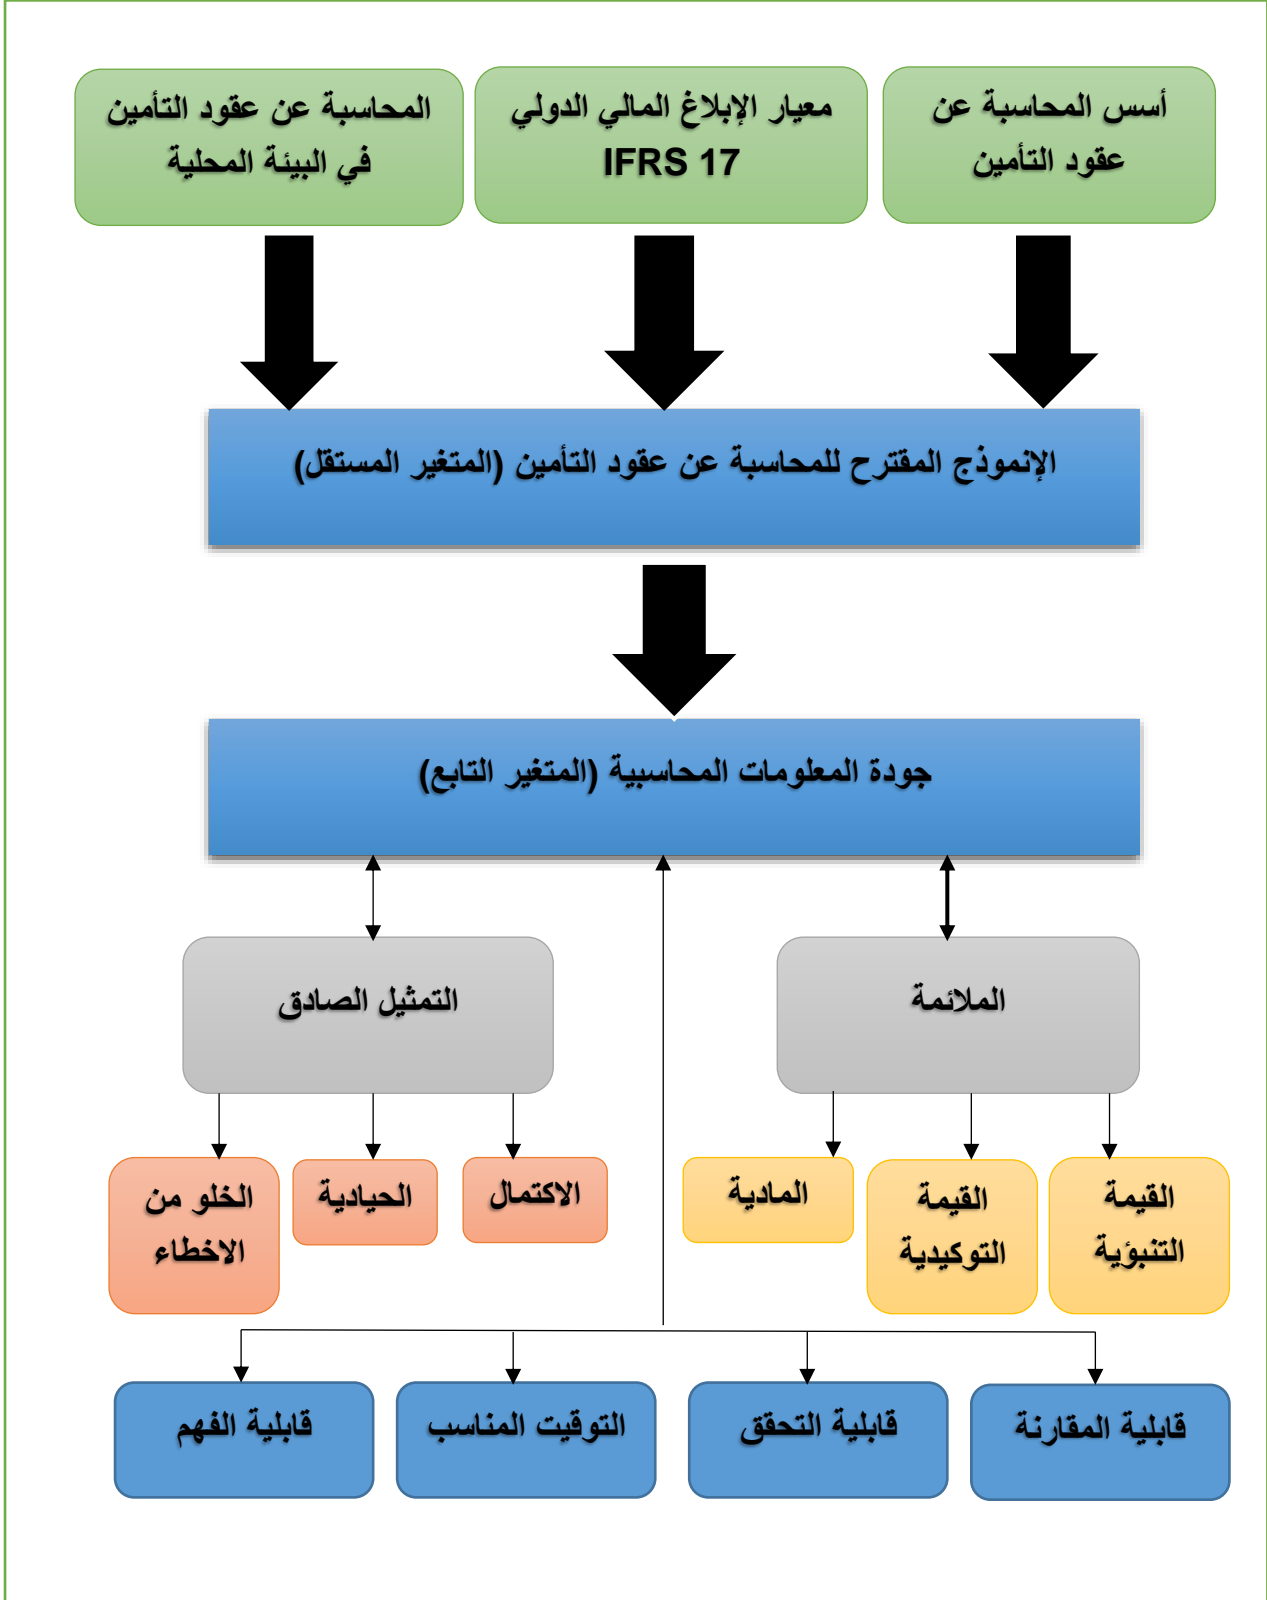 أسس المحاسبة عن
عقود التأمين
معيار الإبلاغ المالي الدولي
IFRS 17
المحاسبة عن عقود التأمين
في البيئة المحلية
الإنموذج المقترح للمحاسبة عن عقود التأمين (المتغير المستقل)
جودة المعلومات المحاسبية (المتغير التابع)
الملائمة
التمثيل الصادق
القيمة
التنبؤية
القيمة
التوكيدية
المادية
الاكتمال
الحيادية
الخلو من
الاخطاء
قابلية المقارنة
قابلية التحقق
التوقيت المناسب
قابلية الفهم